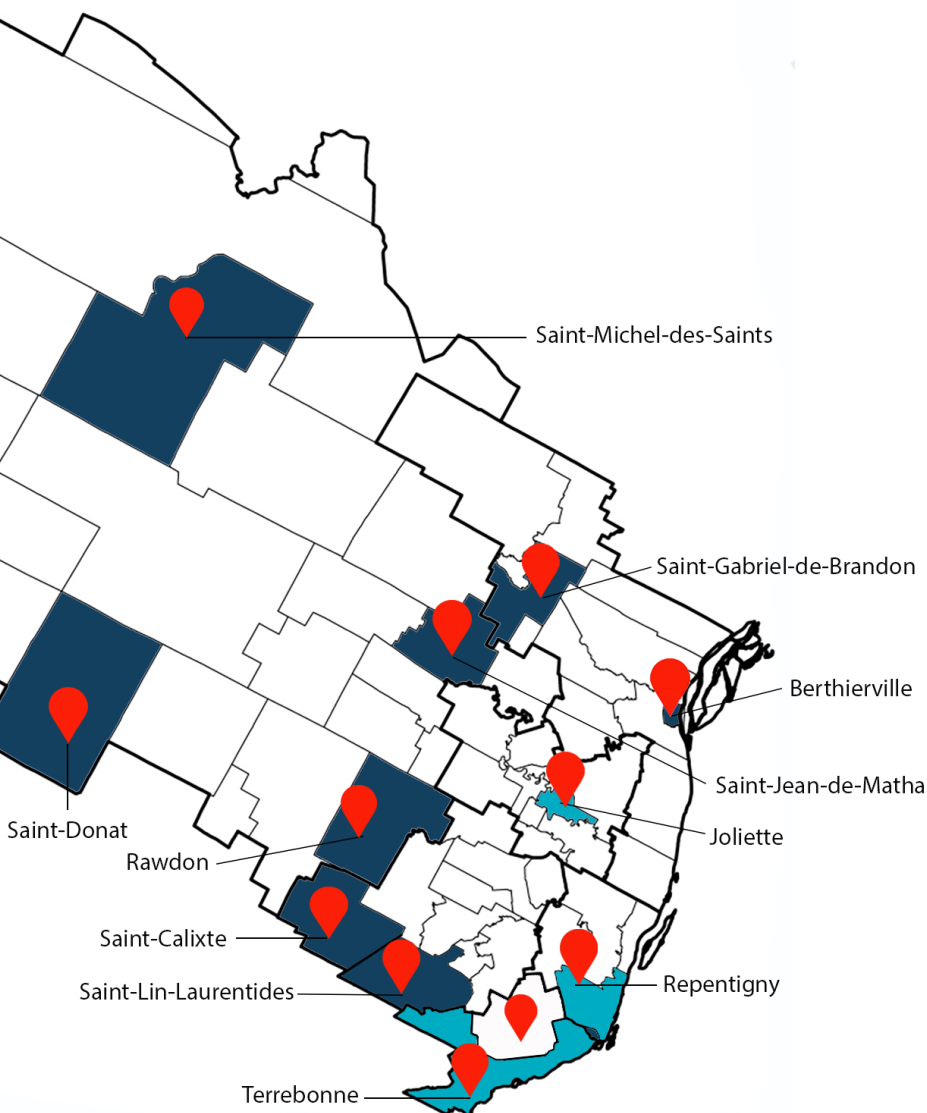 Saint-Michel-des-Saints
Saint-Gabriel-de-Brandon
Berthierville
Saint-Jean-de-Matha
Saint-Donat
Joliette
Rawdon
Saint-Calixte
Repentigny
Saint-Lin-Laurentides
Terrebonne